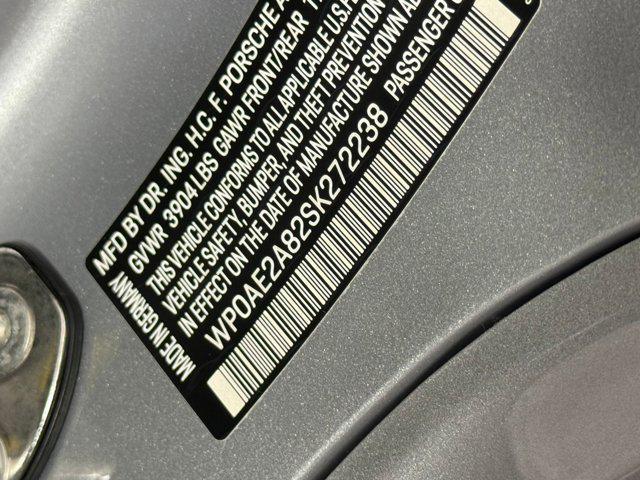 MFD BY DR. ING. H.C. F. PORSCHE
GVWR 3904 LBS GAWR FRONT/REAR
THIS VEHICLE CONFORMS TO ALL APPLICABLE U.S.
VEHICLE SAFETY, BUMPER, AND THEFT PREVENTION
IN EFFECT ON THE DATE OF MANUFACTURE SHOWN
WP0AE2A82SK272238 PASSENGER
MADE IN GERMANY